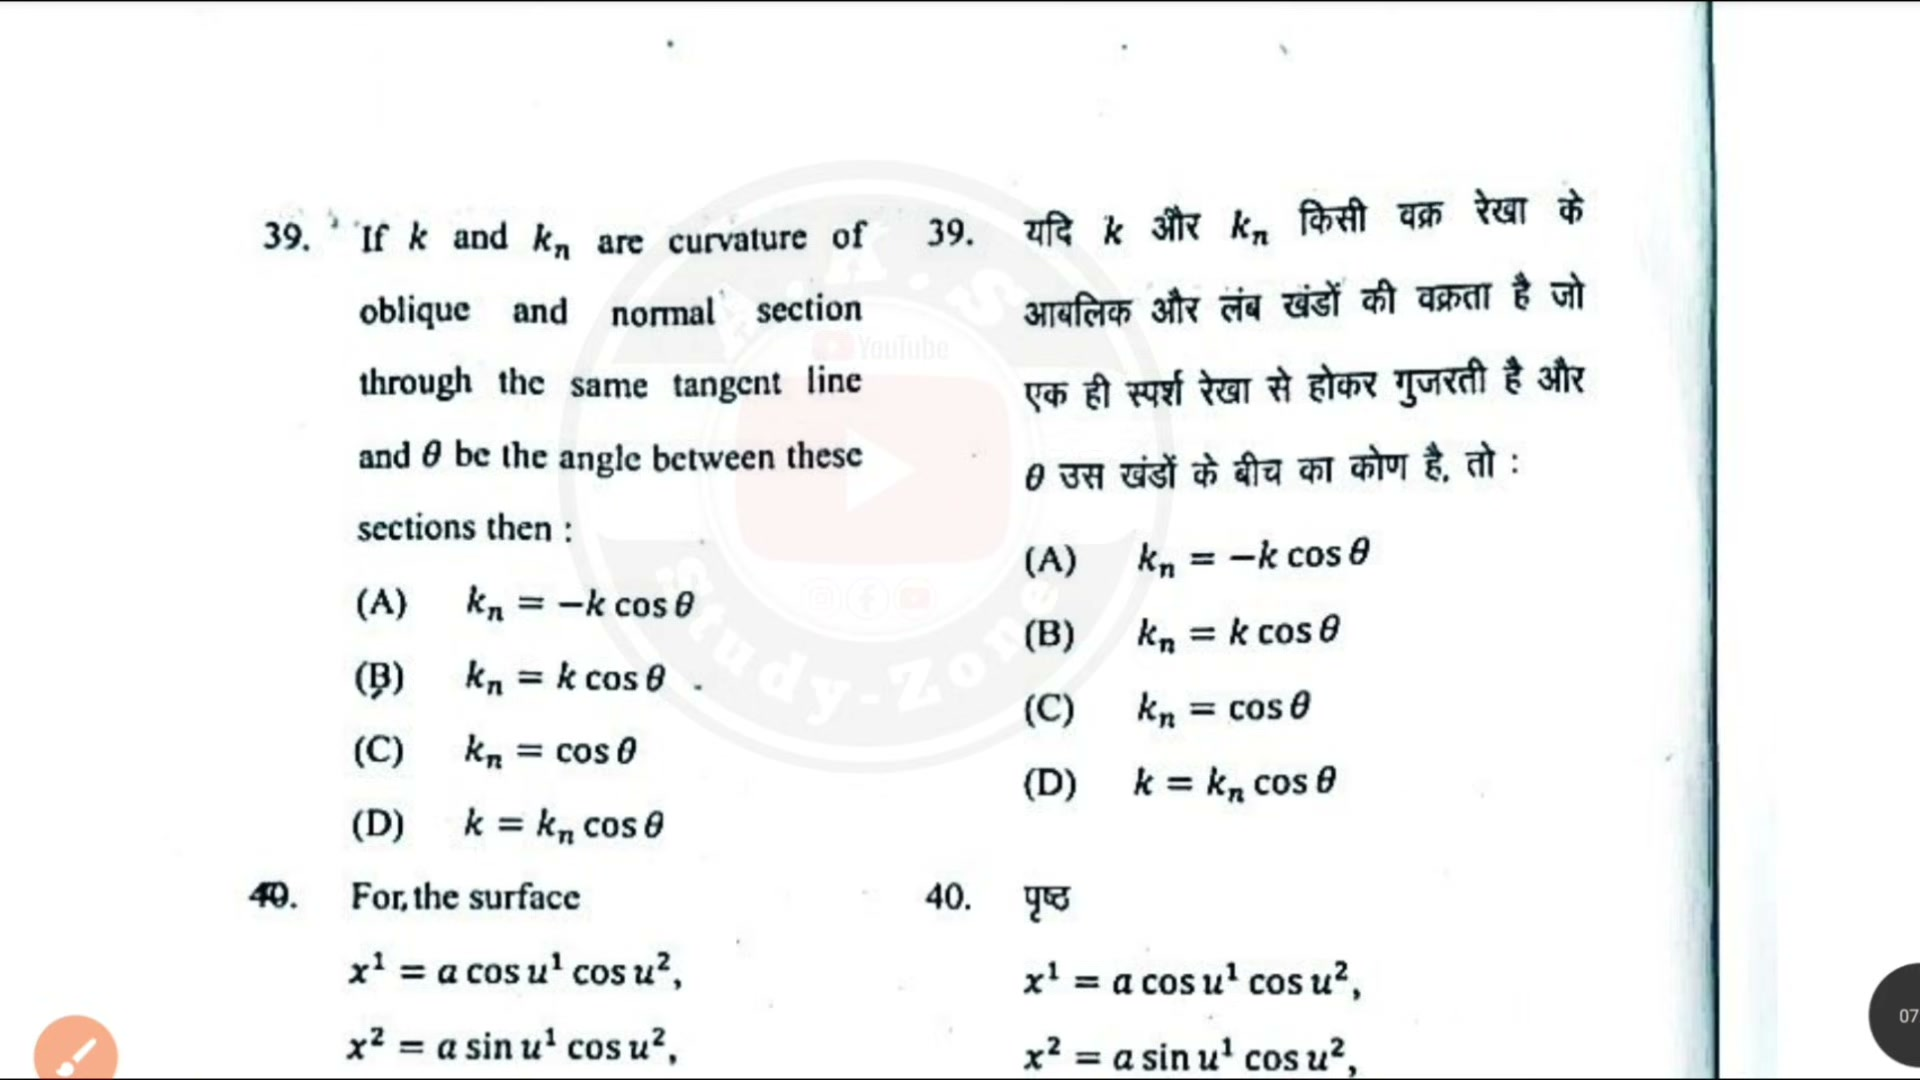 39. If k and kₙ are curvature of
oblique and normal section
through the same tangent line
and θ be the angle between these
sections then :
(A) kₙ = −k cos θ
(B) kₙ = k cos θ
(C) kₙ = cos θ
(D) k = kₙ cos θ
40. For, the surface
x¹ = a cos u¹ cos u²,
x² = a sin u¹ cos u²,
39. यदि k और kₙ किसी वक्र रेखा के
आबलिक और लंब खंडों की वक्रता है जो
एक ही स्पर्श रेखा से होकर गुजरती है और
θ उस खंडों के बीच का कोण है, तो :
(A) kₙ = −k cos θ
(B) kₙ = k cos θ
(C) kₙ = cos θ
(D) k = kₙ cos θ
40. पृष्ठ
x¹ = a cos u¹ cos u²,
x² = a sin u¹ cos u²,
YouTube
Study-Zone
07